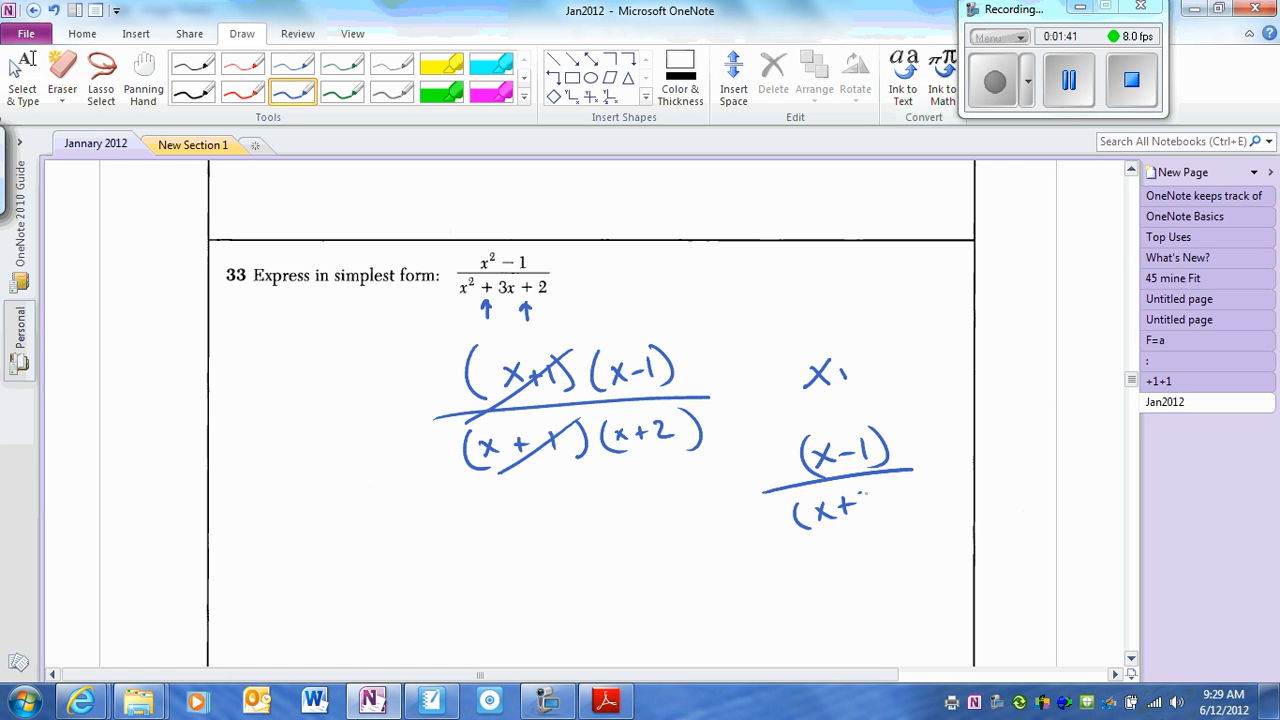 Jan2012 - Microsoft OneNote
Recording...
File Home Insert Share Draw Review View
Menu 0:01:41 8.0 fps
Select & Type
Eraser
Lasso Select
Panning Hand
Color & Thickness
Insert Space
Delete
Arrange
Rotate
Ink to Text
Ink to Math
Tools
Insert Shapes
Edit
Convert
Jannary 2012
New Section 1
Search All Notebooks (Ctrl+E)
OneNote 2010 Guide
Personal
New Page
OneNote keeps track of
OneNote Basics
Top Uses
What's New?
45 mine Fit
Untitled page
Untitled page
F=a
:
+1+1
Jan2012
33 Express in simplest form: x² − 1
x² + 3x + 2
(x+1)(x-1)
(x+1)(x+2)
x
(x-1)
(x+
9:29 AM
6/12/2012